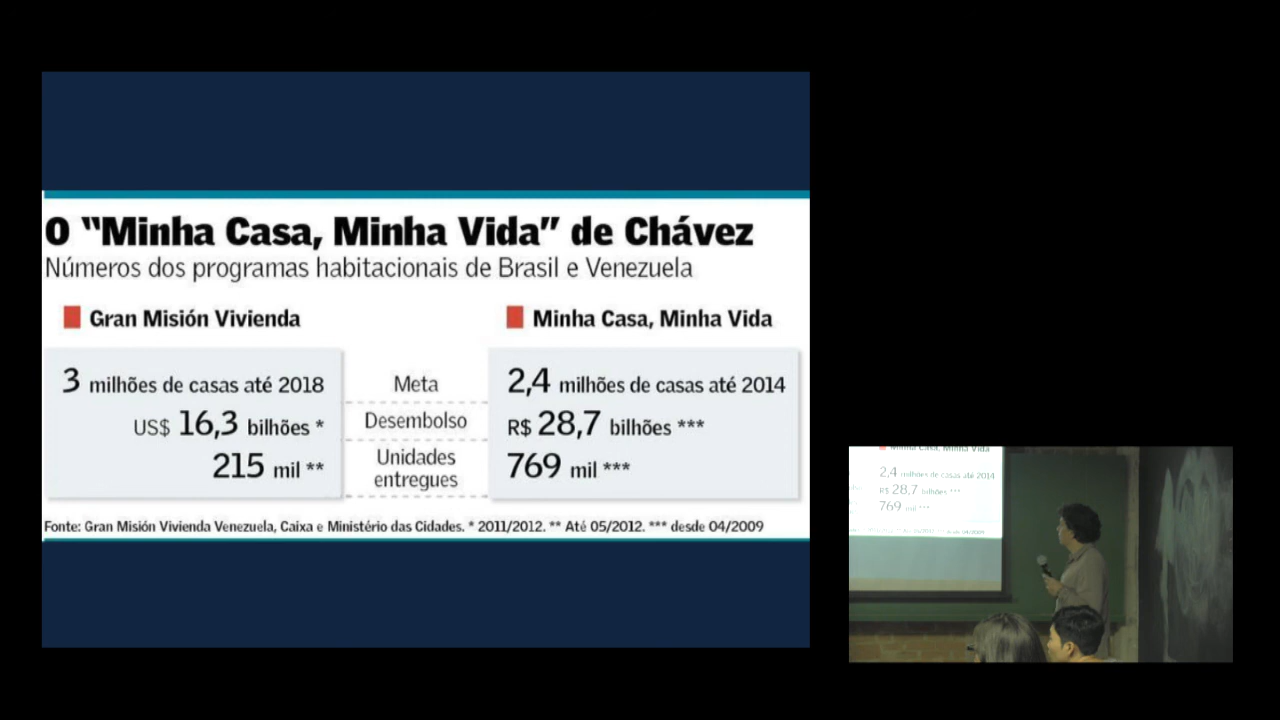 O “Minha Casa, Minha Vida” de Chávez
Números dos programas habitacionais de Brasil e Venezuela
Gran Misión Vivienda
Minha Casa, Minha Vida
3 milhões de casas até 2018
Meta
2,4 milhões de casas até 2014
US$ 16,3 bilhões *
Desembolso
R$ 28,7 bilhões ***
215 mil **
Unidades
entregues
769 mil ***
Fonte: Gran Misión Vivienda Venezuela, Caixa e Ministério das Cidades. * 2011/2012. ** Até 05/2012. *** desde 04/2009
Minha Casa, Minha Vida
2,4 milhões de casas até 2014
R$ 28,7 bilhões ***
769 mil ***